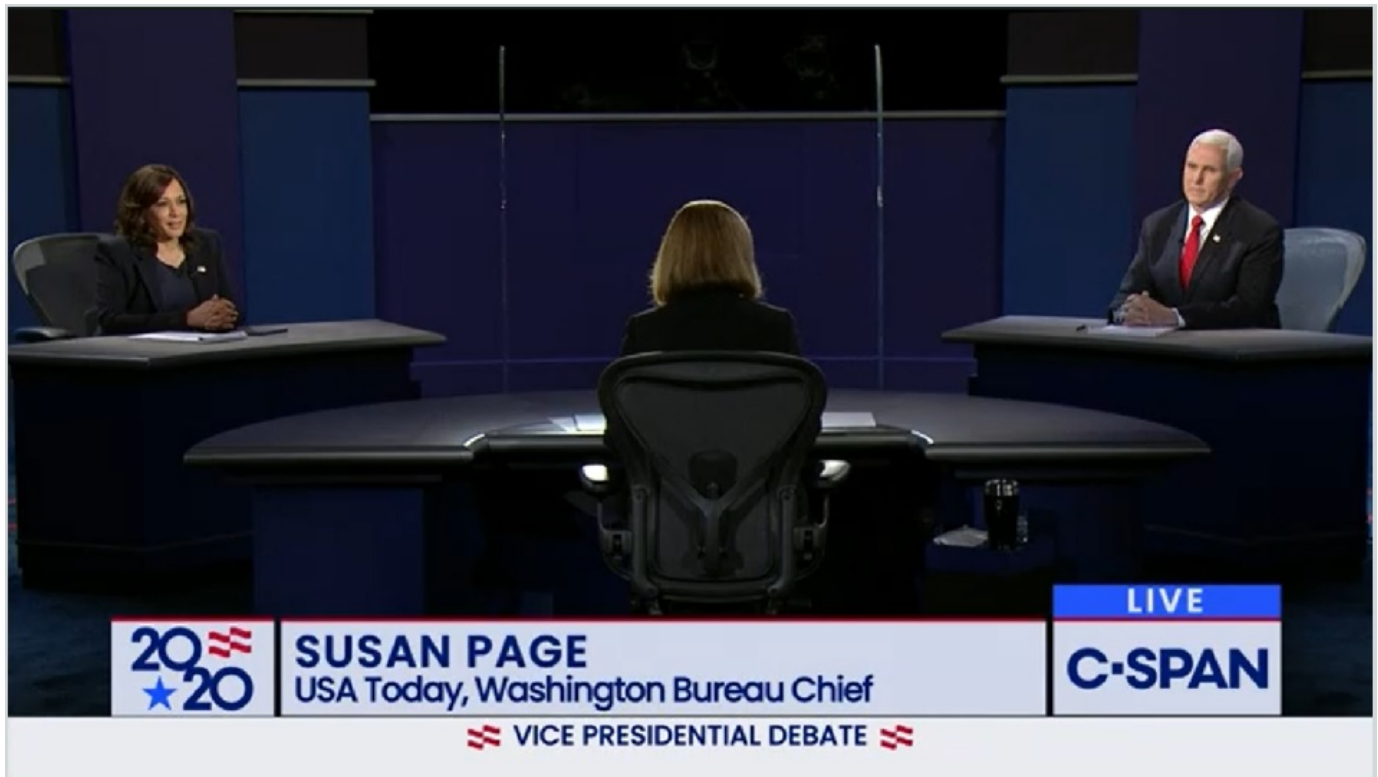 LIVE
2020
SUSAN PAGE
USA Today, Washington Bureau Chief
C-SPAN
VICE PRESIDENTIAL DEBATE